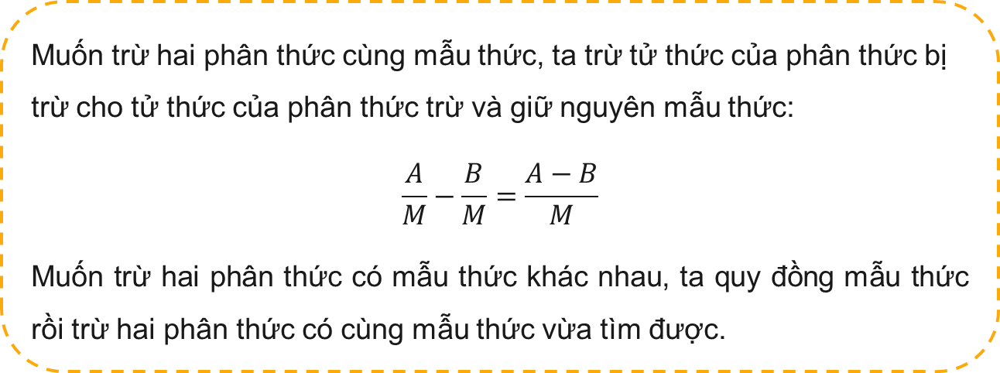 Muốn trừ hai phân thức cùng mẫu thức, ta trừ tử thức của phân thức bị
trừ cho tử thức của phân thức trừ và giữ nguyên mẫu thức:
A/M − B/M = (A − B)/M
Muốn trừ hai phân thức có mẫu thức khác nhau, ta quy đồng mẫu thức
rồi trừ hai phân thức có cùng mẫu thức vừa tìm được.